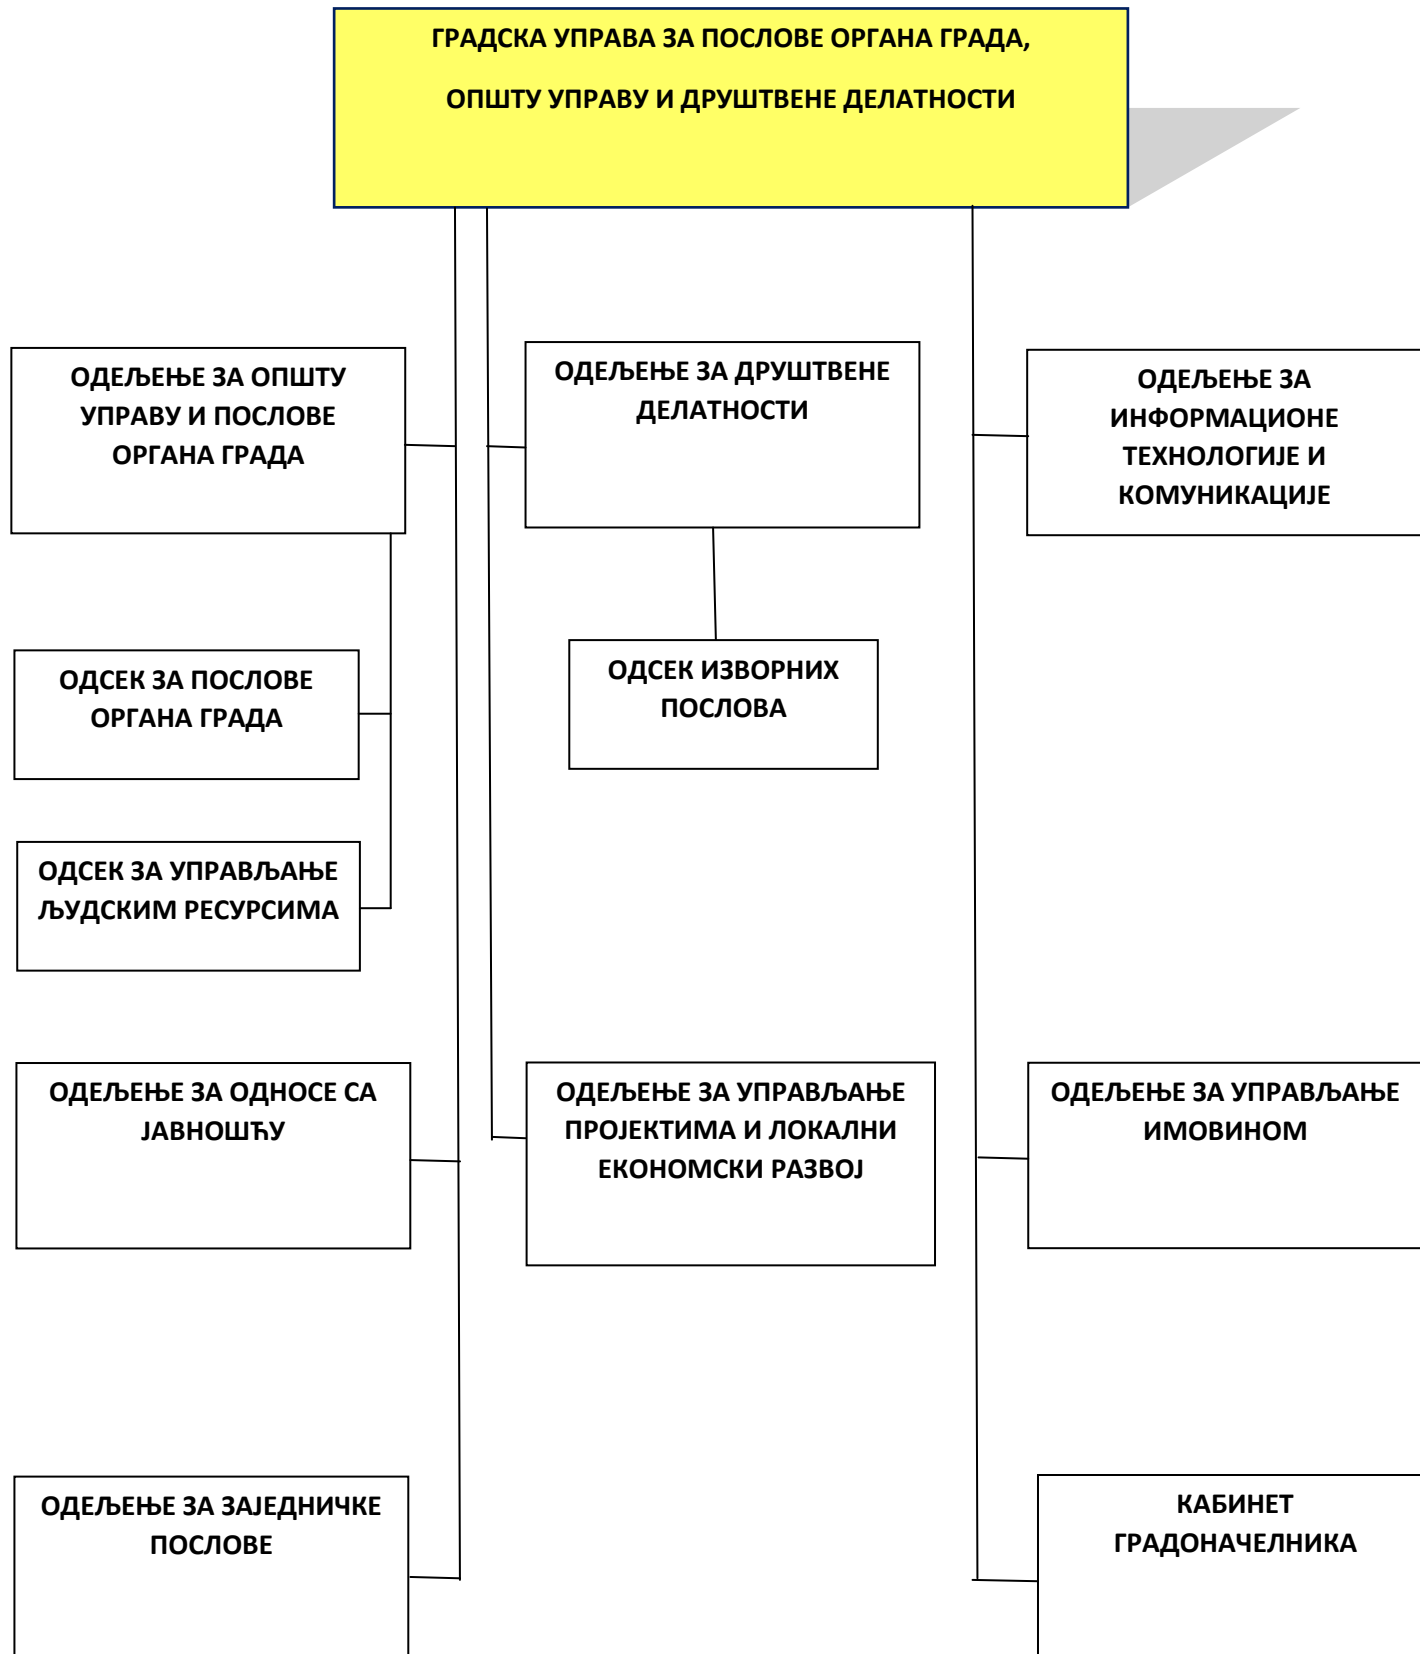 ГРАДСКА УПРАВА ЗА ПОСЛОВЕ ОРГАНА ГРАДА,
ОПШТУ УПРАВУ И ДРУШТВЕНЕ ДЕЛАТНОСТИ
ОДЕЉЕЊЕ ЗА ОПШТУ
УПРАВУ И ПОСЛОВЕ
ОРГАНА ГРАДА
ОДЕЉЕЊЕ ЗА ДРУШТВЕНЕ
ДЕЛАТНОСТИ
ОДЕЉЕЊЕ ЗА
ИНФОРМАЦИОНЕ
ТЕХНОЛОГИЈЕ И
КОМУНИКАЦИЈЕ
ОДСЕК ЗА ПОСЛОВЕ
ОРГАНА ГРАДА
ОДСЕК ИЗВОРНИХ
ПОСЛОВА
ОДСЕК ЗА УПРАВЉАЊЕ
ЉУДСКИМ РЕСУРСИМА
ОДЕЉЕЊЕ ЗА ОДНОСЕ СА
ЈАВНОШЋУ
ОДЕЉЕЊЕ ЗА УПРАВЉАЊЕ
ПРОЈЕКТИМА И ЛОКАЛНИ
ЕКОНОМСКИ РАЗВОЈ
ОДЕЉЕЊЕ ЗА УПРАВЉАЊЕ
ИМОВИНОМ
ОДЕЉЕЊЕ ЗА ЗАЈЕДНИЧКЕ
ПОСЛОВЕ
КАБИНЕТ
ГРАДОНАЧЕЛНИКА